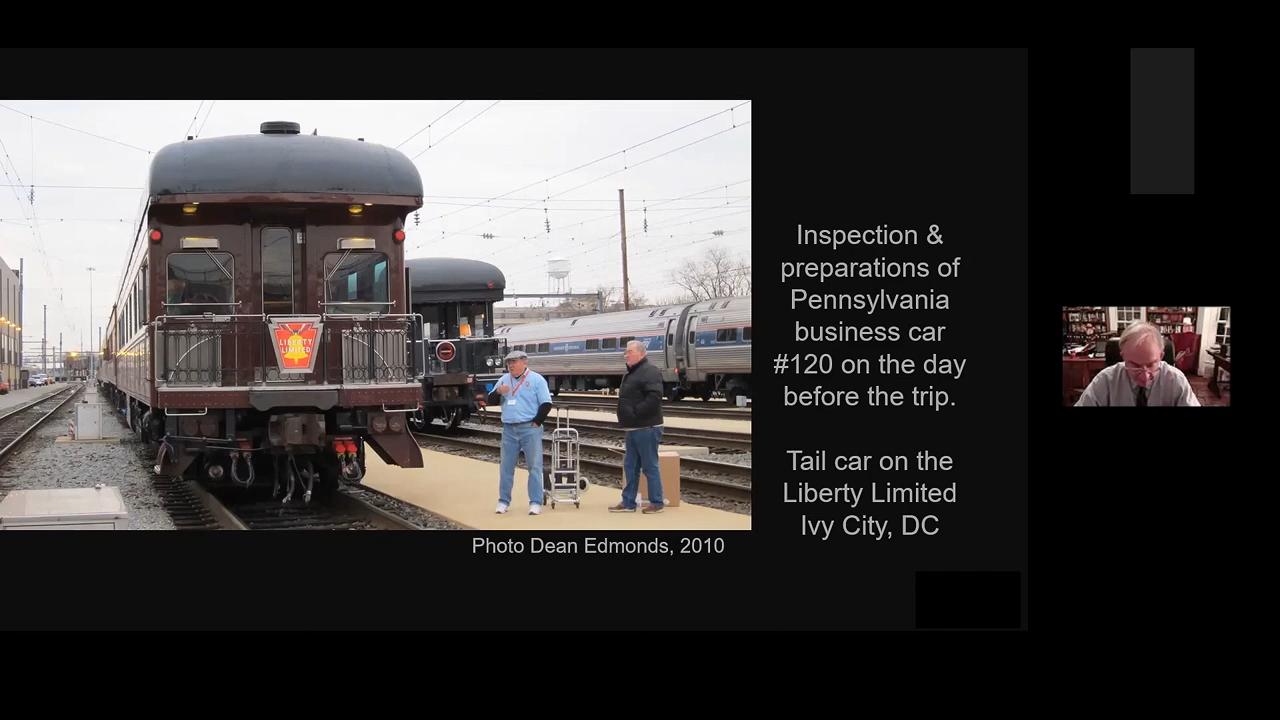 LIBERTY
LIMITED
Inspection &
preparations of
Pennsylvania
business car
#120 on the day
before the trip.
Tail car on the
Liberty Limited
Ivy City, DC
Photo Dean Edmonds, 2010